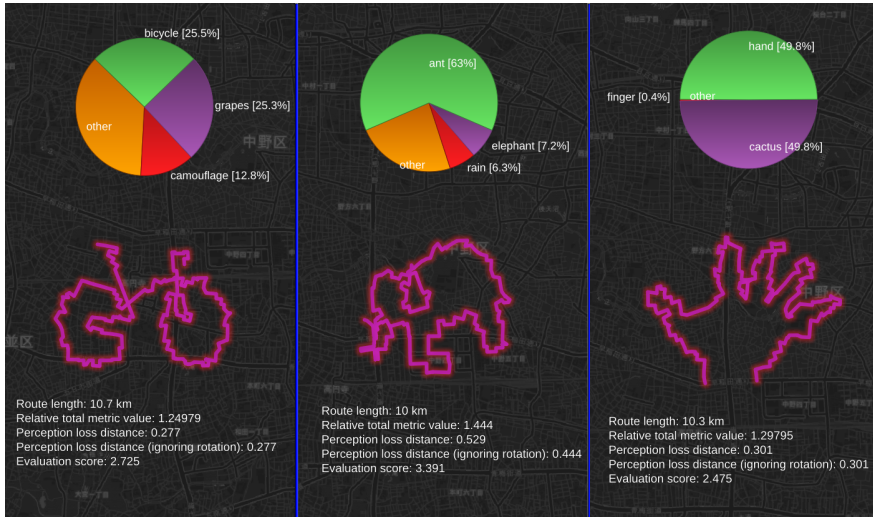 bicycle [25.5%]
grapes [25.3%]
other
camouflage [12.8%]
中野区
並区
Route length: 10.7 km
Relative total metric value: 1.24979
Perception loss distance: 0.277
Perception loss distance (ignoring rotation): 0.277
Evaluation score: 2.725
ant [63%]
elephant [7.2%]
other
rain [6.3%]
Route length: 10 km
Relative total metric value: 1.444
Perception loss distance: 0.529
Perception loss distance (ignoring rotation): 0.444
Evaluation score: 3.391
hand [49.8%]
finger [0.4%]
other
cactus [49.8%]
中野区
Route length: 10.3 km
Relative total metric value: 1.29795
Perception loss distance: 0.301
Perception loss distance (ignoring rotation): 0.301
Evaluation score: 2.475